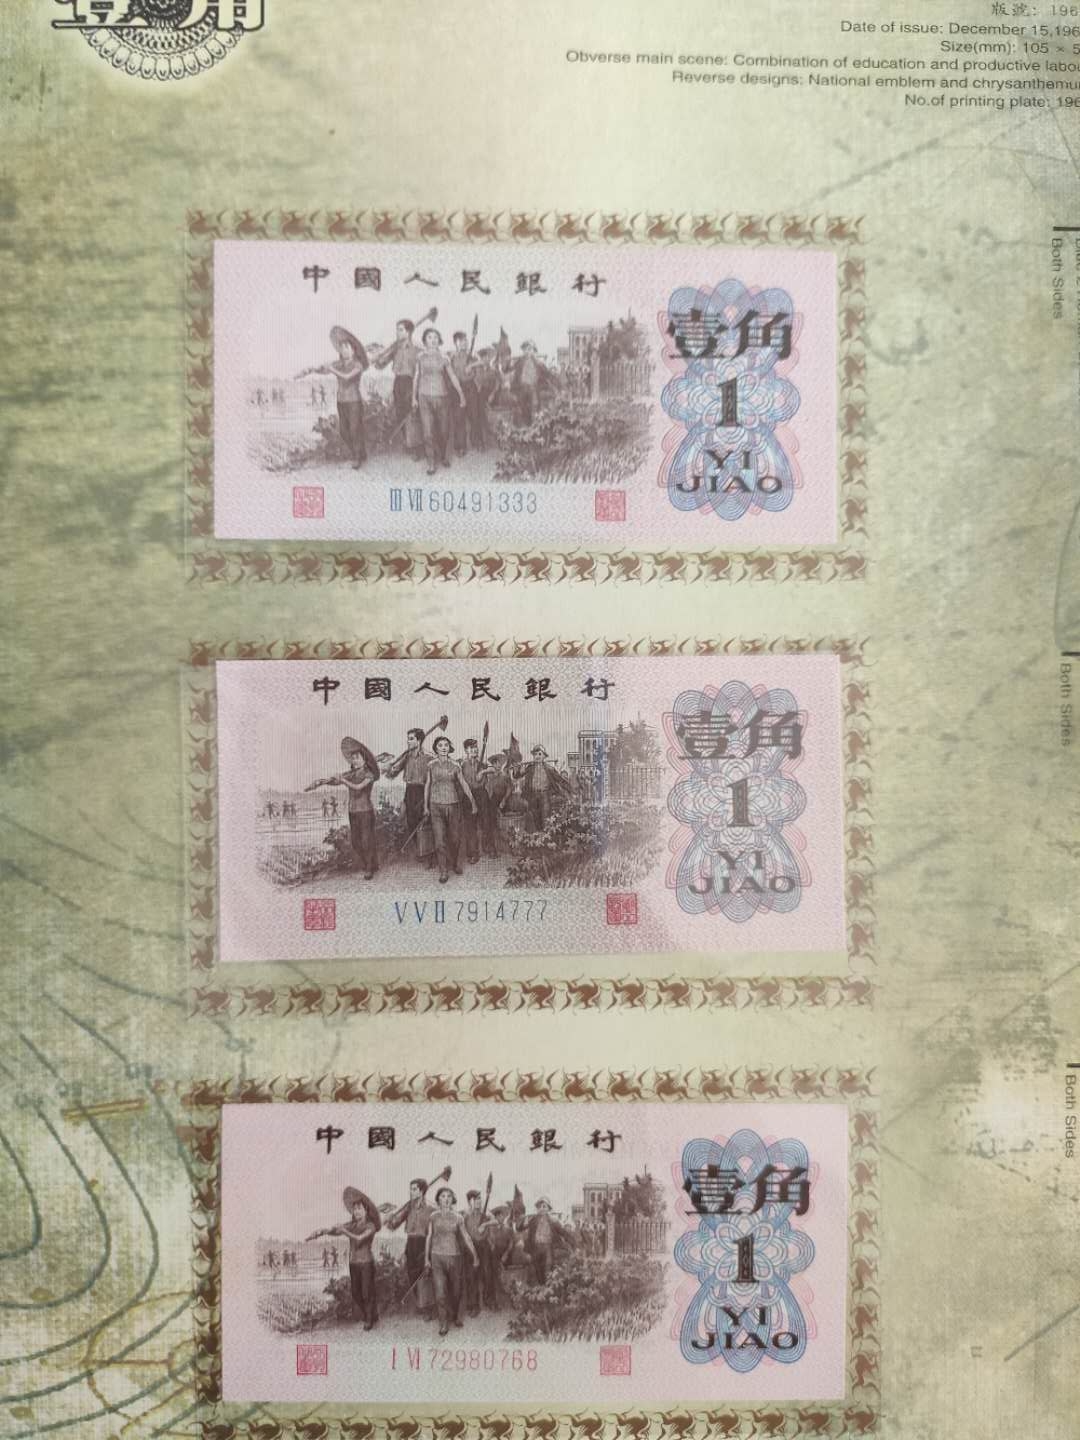 壹角
版號: 196
Date of issue: December 15,196
Size(mm): 105 × 5
Obverse main scene: Combination of education and productive labou
Reverse designs: National emblem and chrysanthemu
No.of printing plate: 196
Both Sides
中國人民銀行
壹角
1
YI
JIAO
III VII 60491333
Both Sides
中國人民銀行
壹角
1
YI
JIAO
V V II 7914777
Both Sides
中國人民銀行
壹角
1
YI
JIAO
I VI 72980768